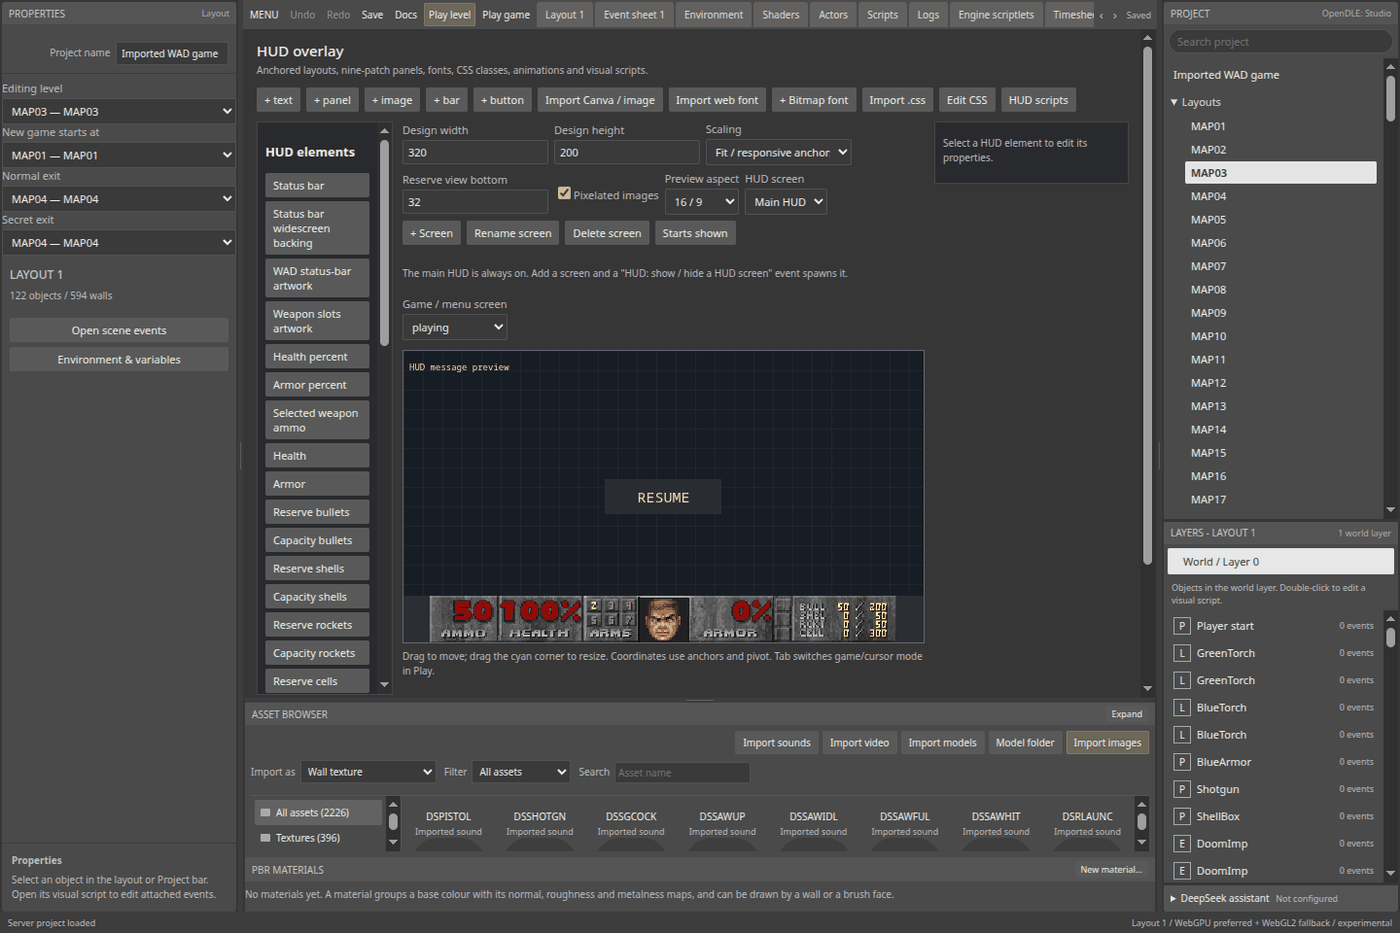 PROPERTIES Layout
Project name Imported WAD game
Editing level
MAP03 — MAP03
New game starts at
MAP01 — MAP01
Normal exit
MAP04 — MAP04
Secret exit
MAP04 — MAP04
LAYOUT 1
122 objects / 594 walls
Open scene events
Environment & variables
Properties
Select an object in the layout or Project bar.
Open its visual script to edit attached events.
MENU Undo Redo Save Docs Play level Play game Layout 1 Event sheet 1 Environment Shaders Actors Scripts Logs Engine scriptlets Timeshee ‹ › Saved
HUD overlay
Anchored layouts, nine-patch panels, fonts, CSS classes, animations and visual scripts.
+ text + panel + image + bar + button Import Canva / image Import web font + Bitmap font Import .css Edit CSS HUD scripts
HUD elements
Status bar
Status bar
widescreen
backing
WAD status-bar
artwork
Weapon slots
artwork
Health percent
Armor percent
Selected weapon
ammo
Health
Armor
Reserve bullets
Capacity bullets
Reserve shells
Capacity shells
Reserve rockets
Capacity rockets
Reserve cells
Design width Design height Scaling
320 200 Fit / responsive anchor
Reserve view bottom Preview aspect HUD screen
32 Pixelated images 16 / 9 Main HUD
+ Screen Rename screen Delete screen Starts shown
The main HUD is always on. Add a screen and a "HUD: show / hide a HUD screen" event spawns it.
Game / menu screen
playing
HUD message preview
RESUME
50 100% 2 3 4 0% BULL 50 / 200
5 6 7 SHEL 0 / 50
RCKT 0 / 50
AMMO HEALTH ARMS ARMOR CELL 0 / 300
Drag to move; drag the cyan corner to resize. Coordinates use anchors and pivot. Tab switches game/cursor mode
in Play.
Select a HUD element to edit its
properties.
ASSET BROWSER Expand
Import sounds Import video Import models Model folder Import images
Import as Wall texture Filter All assets Search Asset name
All assets (2226)
Textures (396)
DSPISTOL DSSHOTGN DSSGCOCK DSSAWUP DSSAWIDL DSSAWFUL DSSAWHIT DSRLAUNC
Imported sound Imported sound Imported sound Imported sound Imported sound Imported sound Imported sound Imported sound
PBR MATERIALS New material...
No materials yet. A material groups a base colour with its normal, roughness and metalness maps, and can be drawn by a wall or a brush face.
PROJECT OpenDLE: Studio
Search project
Imported WAD game
Layouts
MAP01
MAP02
MAP03
MAP04
MAP05
MAP06
MAP07
MAP08
MAP09
MAP10
MAP11
MAP12
MAP13
MAP14
MAP15
MAP16
MAP17
LAYERS - LAYOUT 1 1 world layer
World / Layer 0
Objects in the world layer. Double-click to edit a
visual script.
P Player start 0 events
L GreenTorch 0 events
L GreenTorch 0 events
L BlueTorch 0 events
L BlueTorch 0 events
P BlueArmor 0 events
P Shotgun 0 events
P ShellBox 0 events
E DoomImp 0 events
E DoomImp 0 events
DeepSeek assistant Not configured
Server project loaded Layout 1 / WebGPU preferred + WebGL2 fallback / experimental